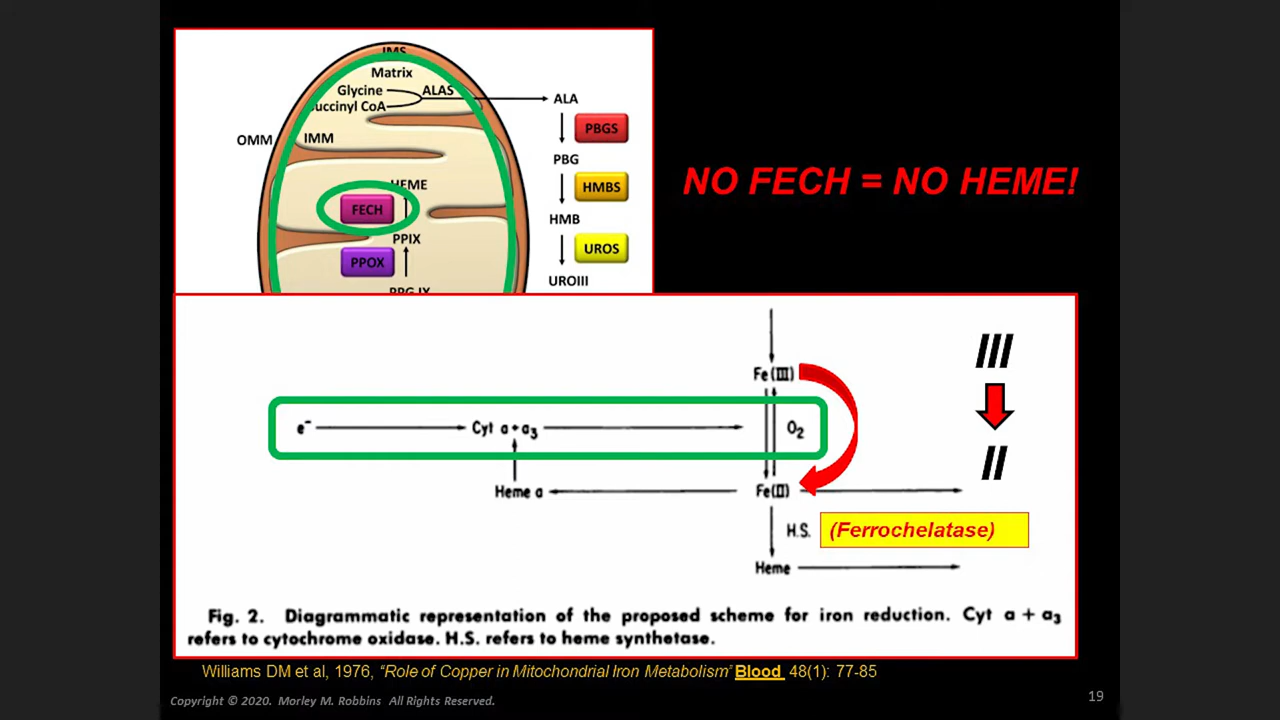 IMS
Matrix
Glycine
ALAS
Succinyl CoA
ALA
PBGS
OMM
IMM
PBG
HEME
HMBS
FECH
HMB
PPIX
UROS
PPOX
UROIII
PPG IX
NO FECH = NO HEME!
Fe (III)
III
e⁻
Cyt a+a₃
O₂
II
Heme a
Fe(II)
H.S.
(Ferrochelatase)
Heme
Fig. 2. Diagrammatic representation of the proposed scheme for iron reduction. Cyt a + a₃
refers to cytochrome oxidase. H.S. refers to heme synthetase.
Williams DM et al, 1976, “Role of Copper in Mitochondrial Iron Metabolism” Blood 48(1): 77-85
Copyright © 2020. Morley M. Robbins All Rights Reserved.
19